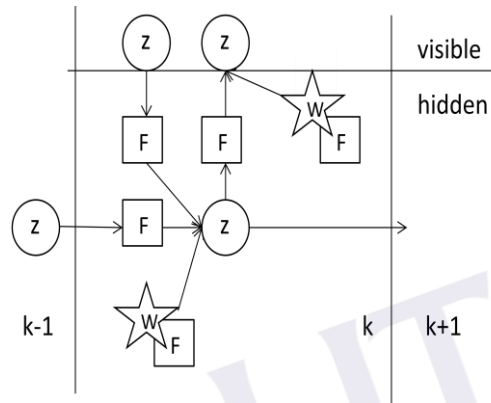 z z visible
W hidden
F F F
z F z
W
k-1 F k k+1